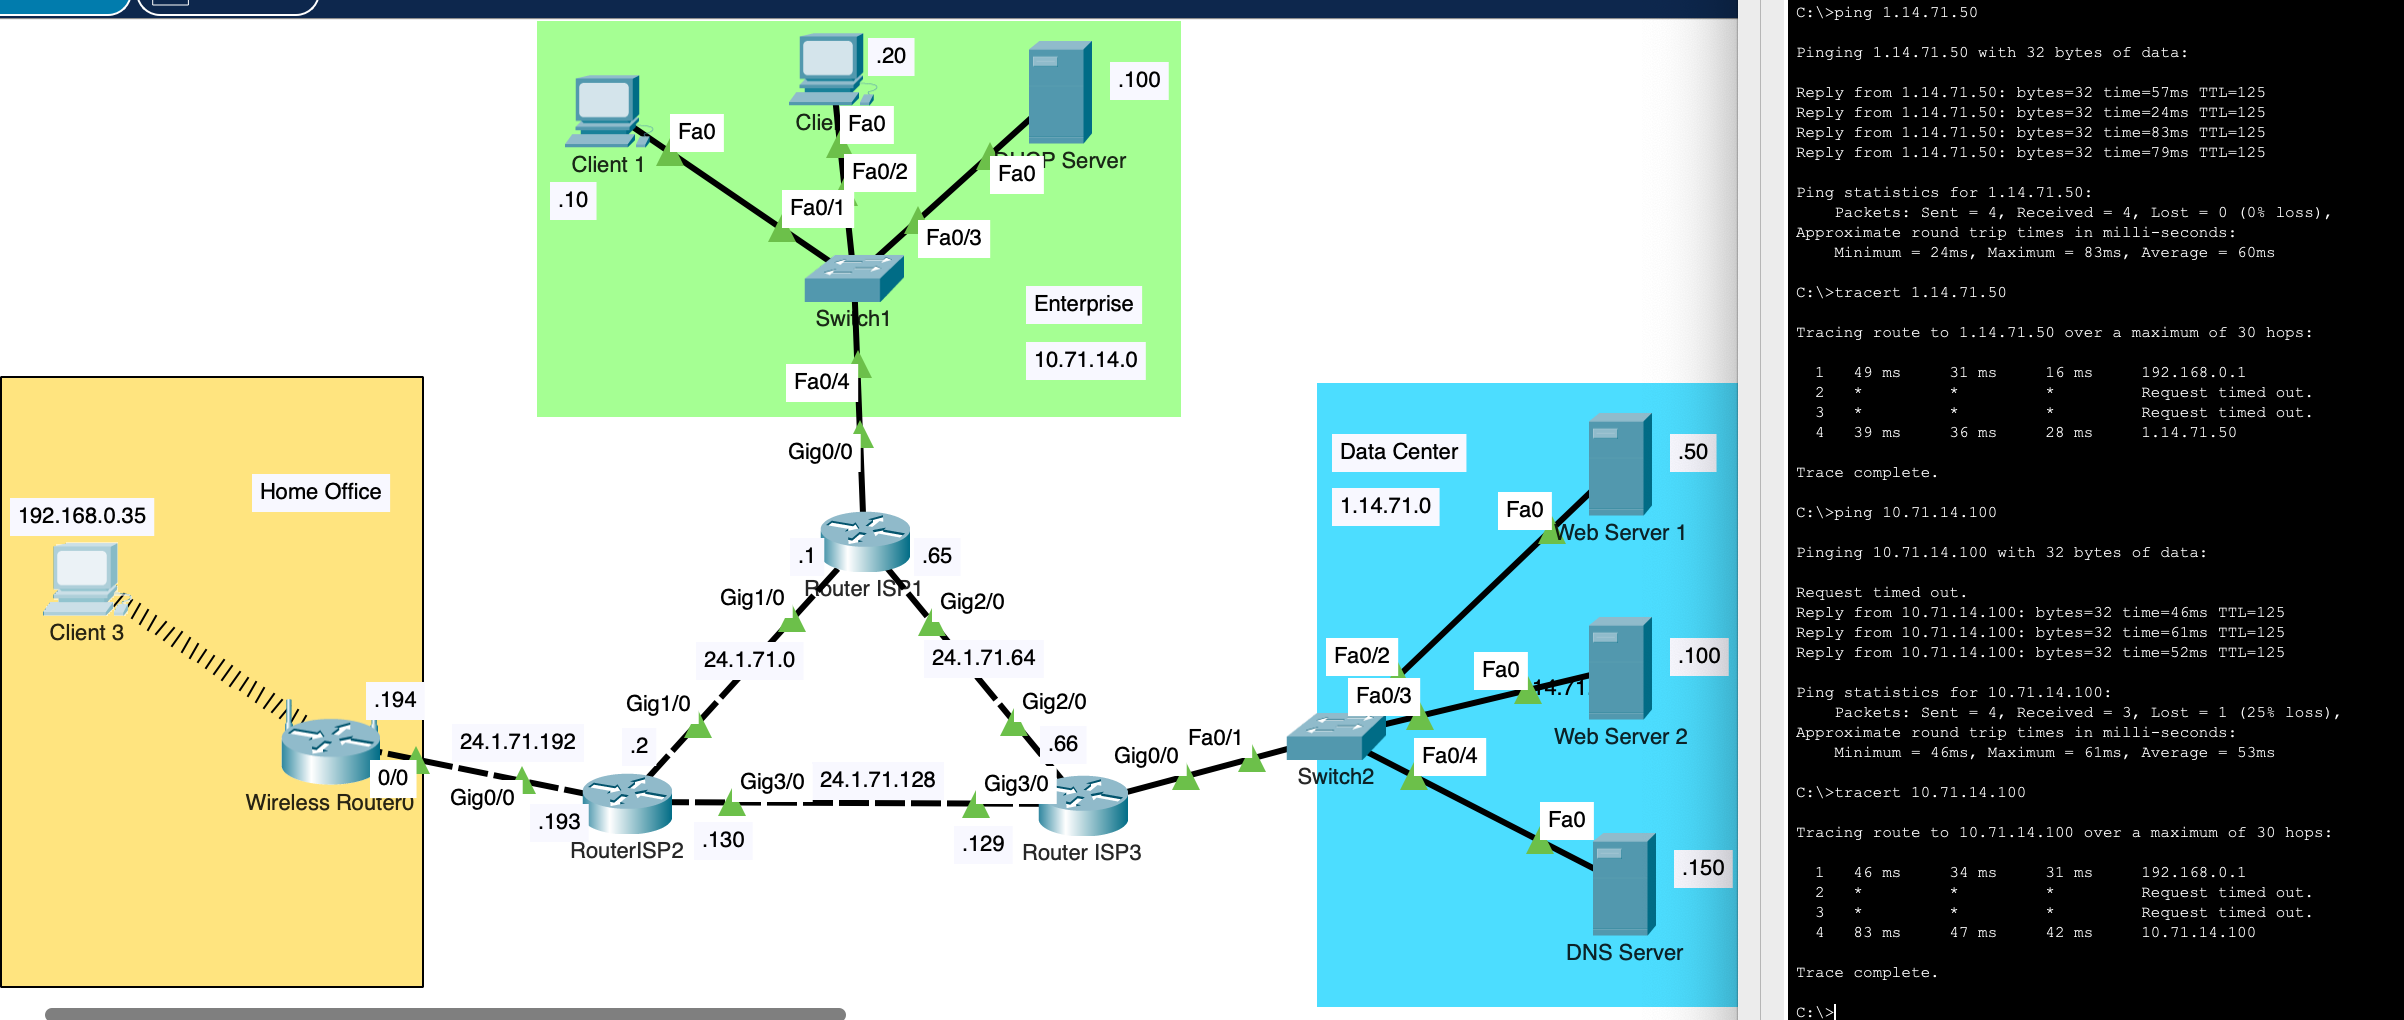 .20
.100
Fa0
Clie
Fa0
Client 1
Fa0/2
P Server
Fa0
.10
Fa0/1
Fa0/3
Enterprise
Switch1
10.71.14.0
Fa0/4
Gig0/0
Home Office
192.168.0.35
Client 3
.1
.65
Router ISP1
Gig1/0
Gig2/0
24.1.71.0
24.1.71.64
.194
Gig1/0
Gig2/0
24.1.71.192
.2
.66
0/0
Wireless Router0
Gig0/0
Gig3/0
24.1.71.128
Gig3/0
.193
RouterISP2
.130
.129
Router ISP3
Gig0/0
Fa0/1
Data Center
.50
1.14.71.0
Fa0
Web Server 1
Fa0/2
Fa0
.100
Fa0/3
14.71.
Web Server 2
Switch2
Fa0/4
Fa0
.150
DNS Server
C:\>ping 1.14.71.50
Pinging 1.14.71.50 with 32 bytes of data:
Reply from 1.14.71.50: bytes=32 time=57ms TTL=125
Reply from 1.14.71.50: bytes=32 time=24ms TTL=125
Reply from 1.14.71.50: bytes=32 time=83ms TTL=125
Reply from 1.14.71.50: bytes=32 time=79ms TTL=125
Ping statistics for 1.14.71.50:
Packets: Sent = 4, Received = 4, Lost = 0 (0% loss),
Approximate round trip times in milli-seconds:
Minimum = 24ms, Maximum = 83ms, Average = 60ms
C:\>tracert 1.14.71.50
Tracing route to 1.14.71.50 over a maximum of 30 hops:
1 49 ms 31 ms 16 ms 192.168.0.1
2 * * * Request timed out.
3 * * * Request timed out.
4 39 ms 36 ms 28 ms 1.14.71.50
Trace complete.
C:\>ping 10.71.14.100
Pinging 10.71.14.100 with 32 bytes of data:
Request timed out.
Reply from 10.71.14.100: bytes=32 time=46ms TTL=125
Reply from 10.71.14.100: bytes=32 time=61ms TTL=125
Reply from 10.71.14.100: bytes=32 time=52ms TTL=125
Ping statistics for 10.71.14.100:
Packets: Sent = 4, Received = 3, Lost = 1 (25% loss),
Approximate round trip times in milli-seconds:
Minimum = 46ms, Maximum = 61ms, Average = 53ms
C:\>tracert 10.71.14.100
Tracing route to 10.71.14.100 over a maximum of 30 hops:
1 46 ms 34 ms 31 ms 192.168.0.1
2 * * * Request timed out.
3 * * * Request timed out.
4 83 ms 47 ms 42 ms 10.71.14.100
Trace complete.
C:\>